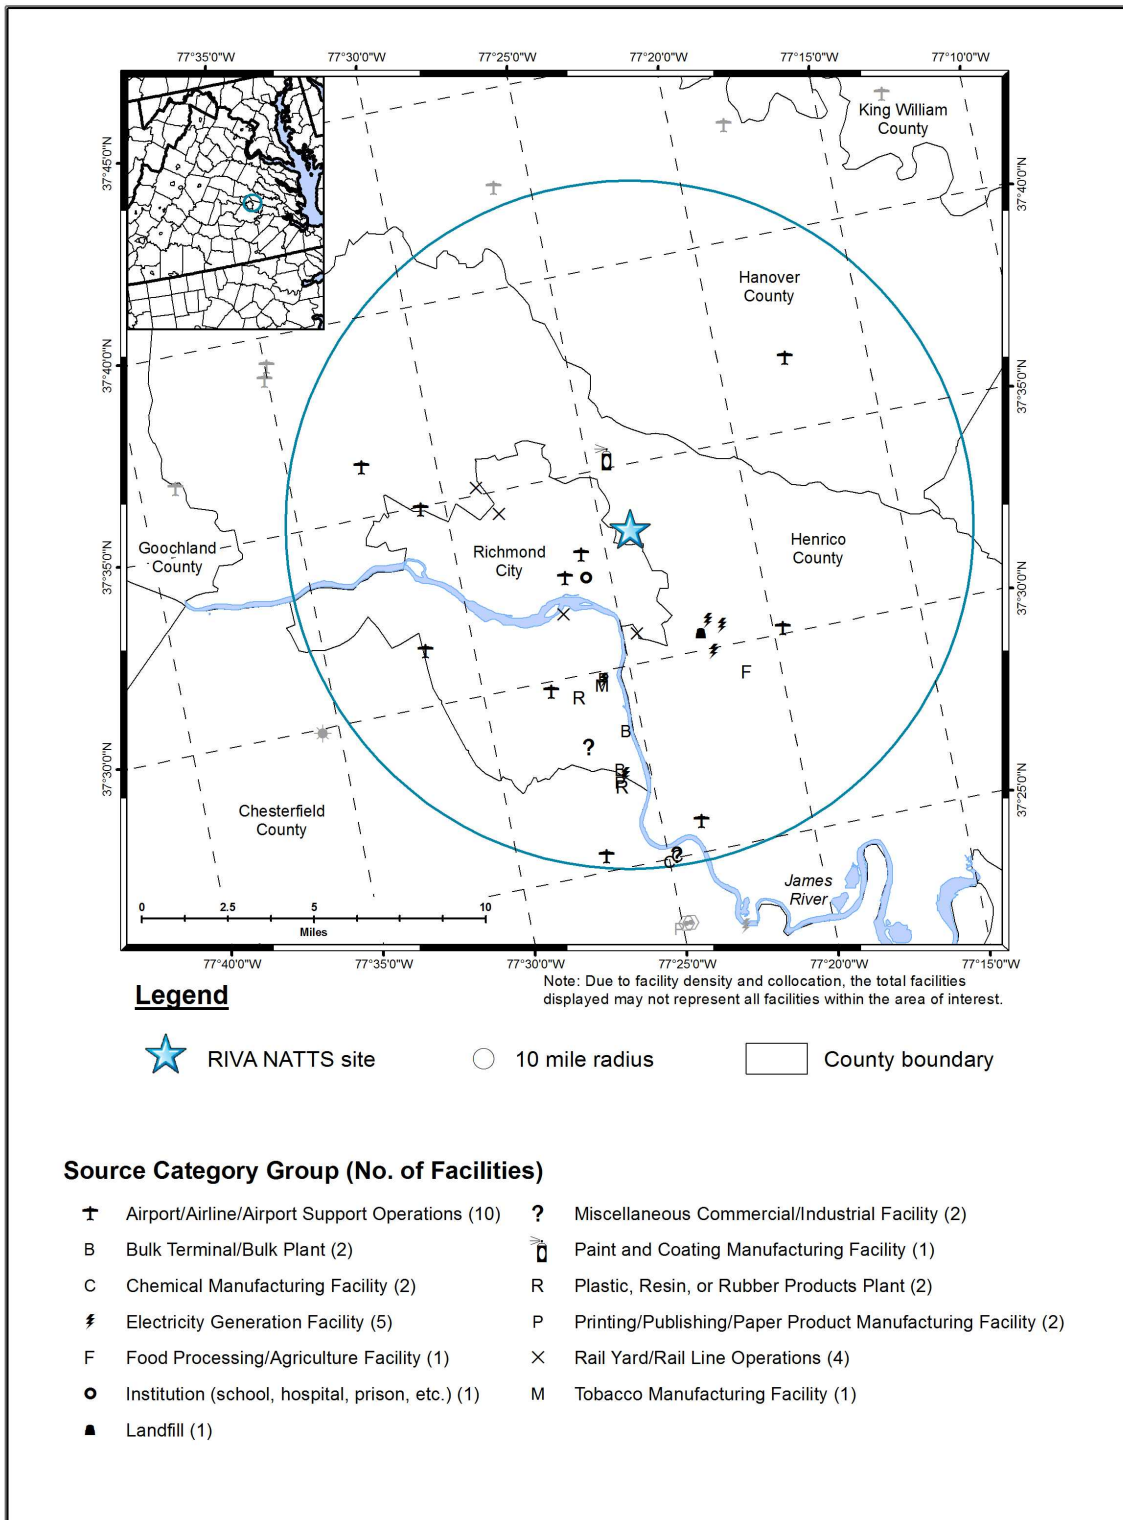 77°35'0"W 77°30'0"W 77°25'0"W 77°20'0"W 77°15'0"W 77°10'0"W
King William
County
37°45'0"N
37°40'0"N
Hanover
County
37°40'0"N
37°35'0"N
Goochland
County
Richmond
City
Henrico
County
37°35'0"N
37°30'0"N
F
M
R
B
?
B
R
37°30'0"N
37°25'0"N
Chesterfield
County
?
James
River
P
0 2.5 5 10
Miles
77°40'0"W 77°35'0"W 77°30'0"W 77°25'0"W 77°20'0"W 77°15'0"W
Legend
Note: Due to facility density and collocation, the total facilities
displayed may not represent all facilities within the area of interest.
RIVA NATTS site 10 mile radius County boundary
Source Category Group (No. of Facilities)
Airport/Airline/Airport Support Operations (10)
B Bulk Terminal/Bulk Plant (2)
C Chemical Manufacturing Facility (2)
Electricity Generation Facility (5)
F Food Processing/Agriculture Facility (1)
Institution (school, hospital, prison, etc.) (1)
Landfill (1)
? Miscellaneous Commercial/Industrial Facility (2)
Paint and Coating Manufacturing Facility (1)
R Plastic, Resin, or Rubber Products Plant (2)
P Printing/Publishing/Paper Product Manufacturing Facility (2)
Rail Yard/Rail Line Operations (4)
M Tobacco Manufacturing Facility (1)